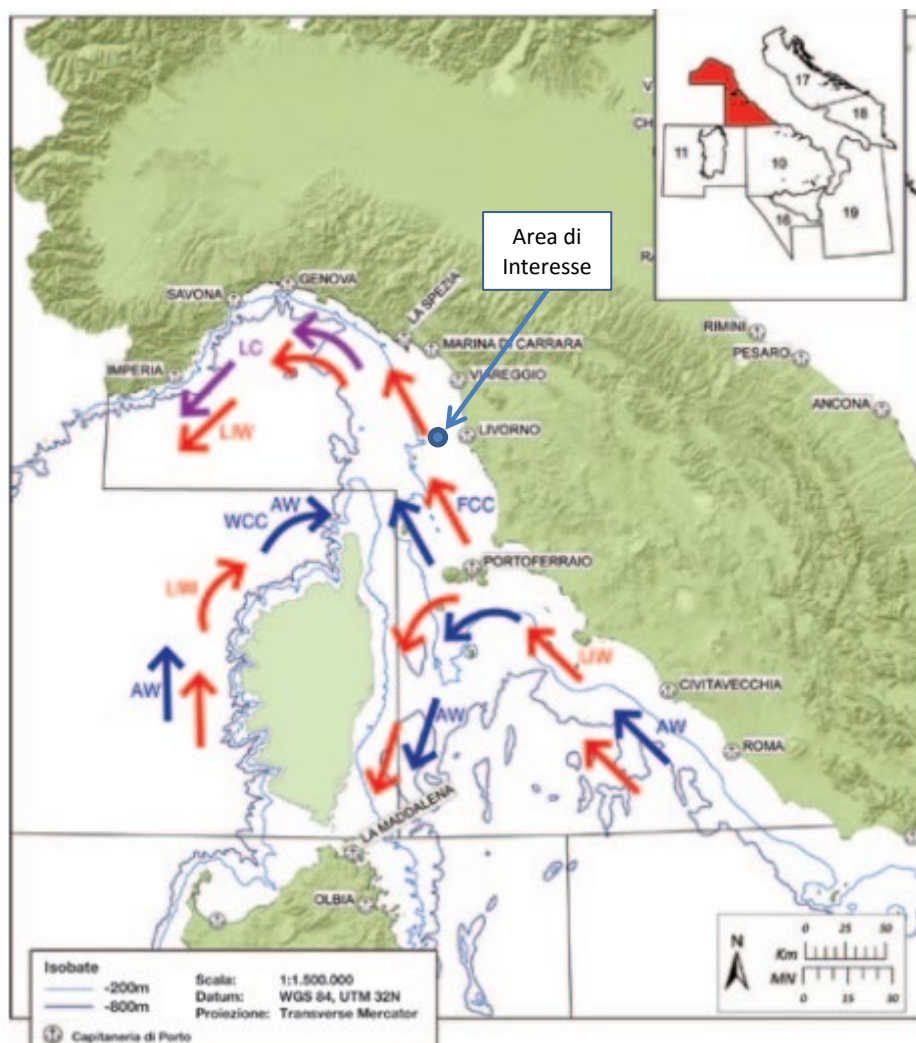 17
18
11
10
16
19
Area di
Interesse
GENOVA
SAVONA
LA SPEZIA
RIMINI
MARINA DI CARRARA
PESARO
LC
IMPERIA
VIAREGGIO
ANCONA
LIW
LIVORNO
AW
WCC
FCC
PORTOFERRAIO
LIW
LIW
CIVITAVECCHIA
AW
AW
AW
ROMA
LA MADDALENA
OLBIA
N
0 25 50
Km
MN
0 15 30
Isobate
-200m
-800m
Scala: 1:1.500.000
Datum: WGS 84, UTM 32N
Proiezione: Transverse Mercator
Capitaneria di Porto